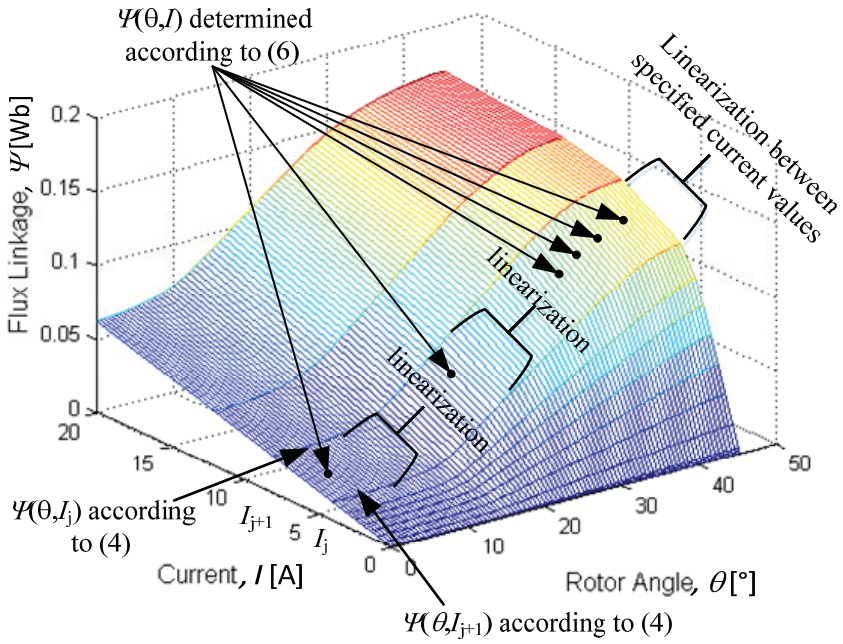 Ψ(θ,I) determined
according to (6)
Linearization between
specified current values
linearization
linearization
Flux Linkage, Ψ[Wb]
0.2
0.15
0.1
0.05
0
20
15
10
5
0
I_{j+1}
I_j
0
10
20
30
40
50
Ψ(θ,I_j) according
to (4)
Current, I [A]
Rotor Angle, θ[°]
Ψ(θ,I_{j+1}) according to (4)